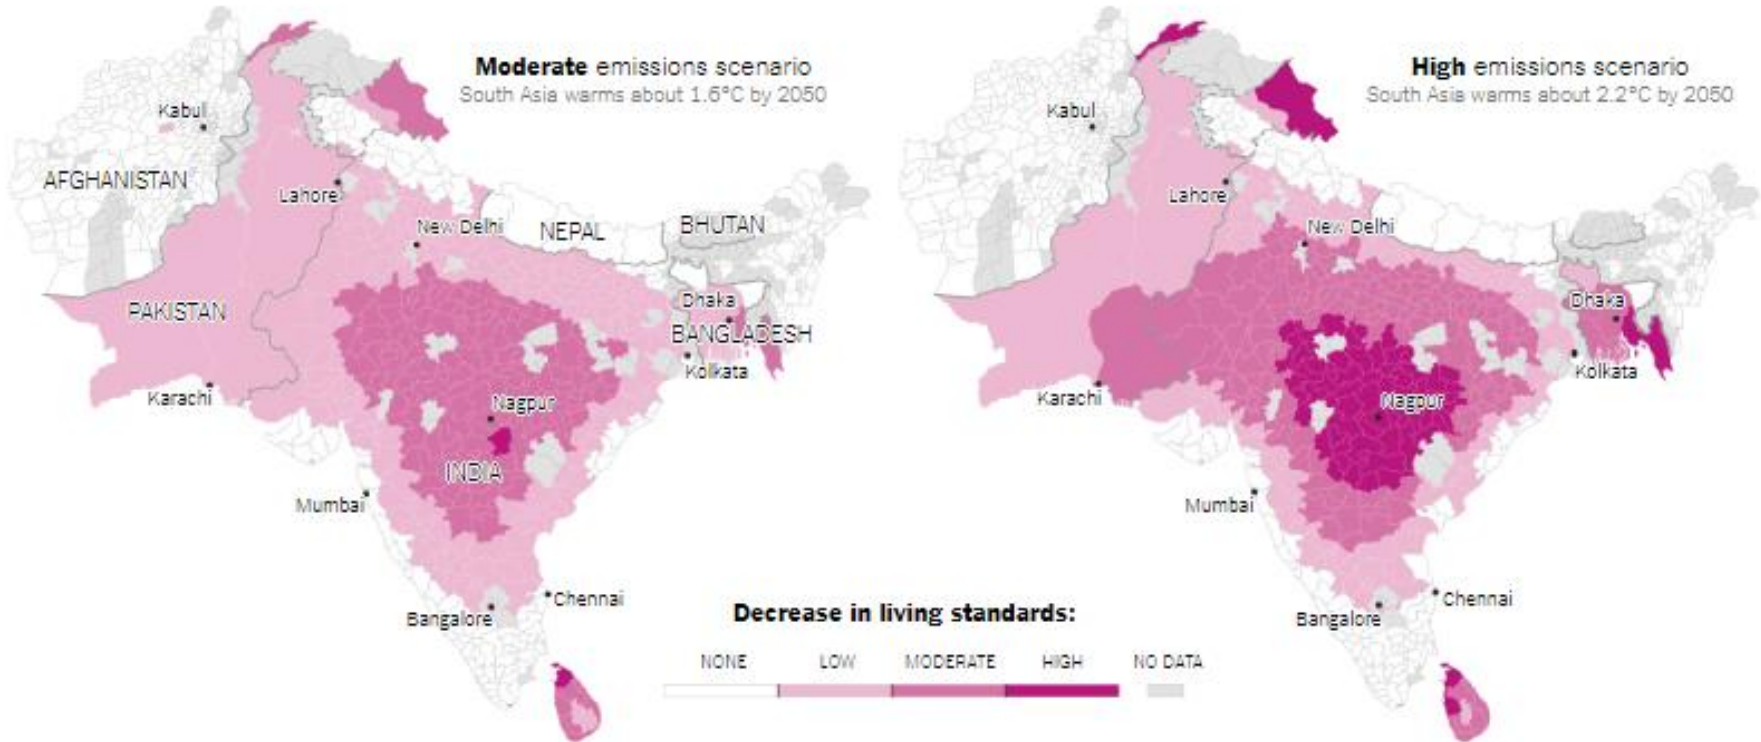 Moderate emissions scenario
South Asia warms about 1.6°C by 2050
Kabul
AFGHANISTAN
Lahore
New Delhi
NEPAL
BHUTAN
PAKISTAN
Dhaka
BANGLADESH
Kolkata
Karachi
Nagpur
INDIA
Mumbai
Chennai
Bangalore
High emissions scenario
South Asia warms about 2.2°C by 2050
Kabul
Lahore
New Delhi
Dhaka
Kolkata
Karachi
Nagpur
Mumbai
Chennai
Bangalore
Decrease in living standards:
NONE LOW MODERATE HIGH NO DATA